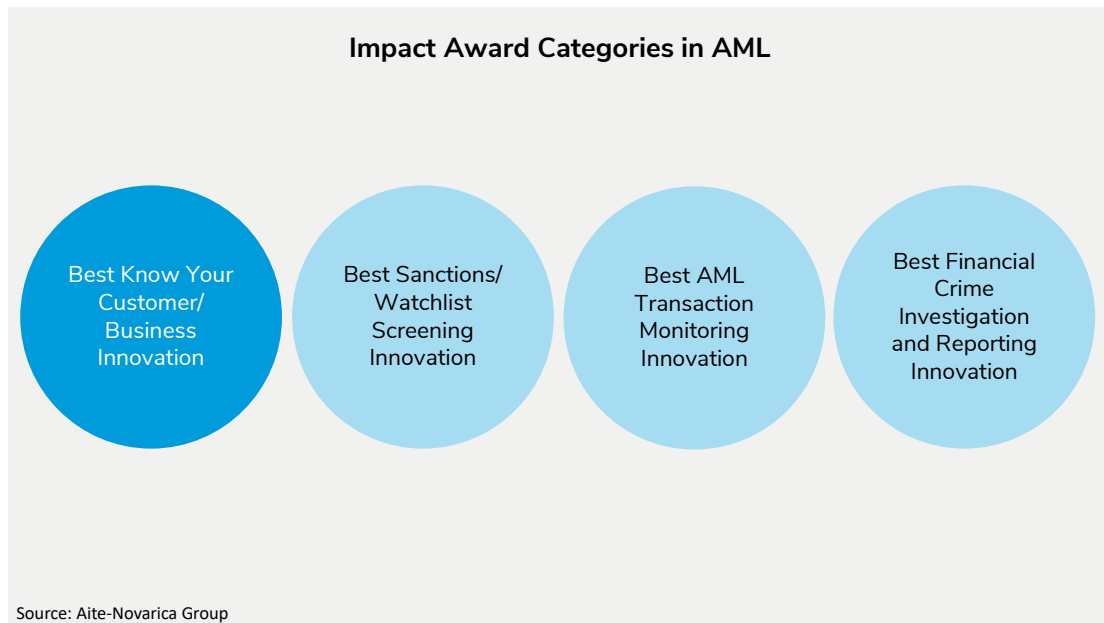 Impact Award Categories in AML
Best Know Your
Customer/
Business
Innovation
Best Sanctions/
Watchlist
Screening
Innovation
Best AML
Transaction
Monitoring
Innovation
Best Financial
Crime
Investigation
and Reporting
Innovation
Source: Aite-Novarica Group